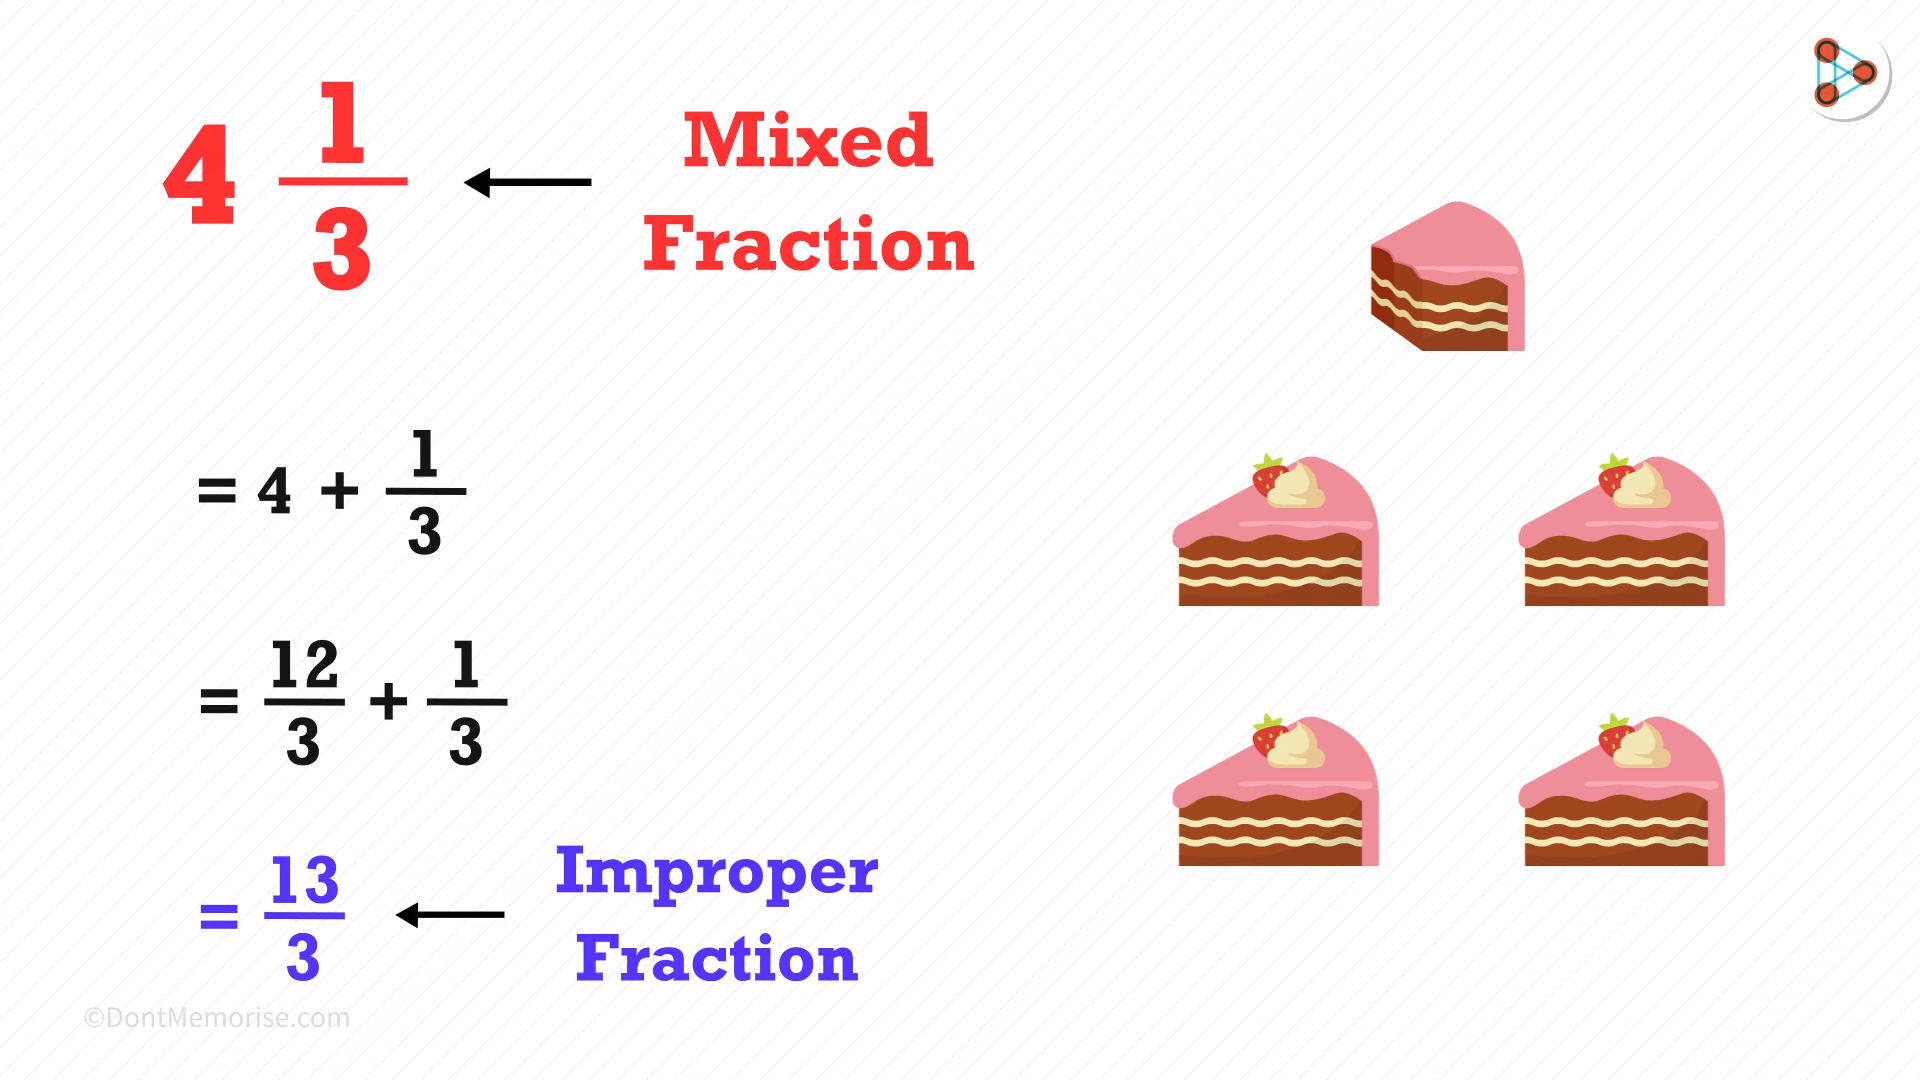 4 1/3 ← Mixed
Fraction
= 4 + 1/3
= 12/3 + 1/3
= 13/3 ← Improper
Fraction
©DontMemorise.com